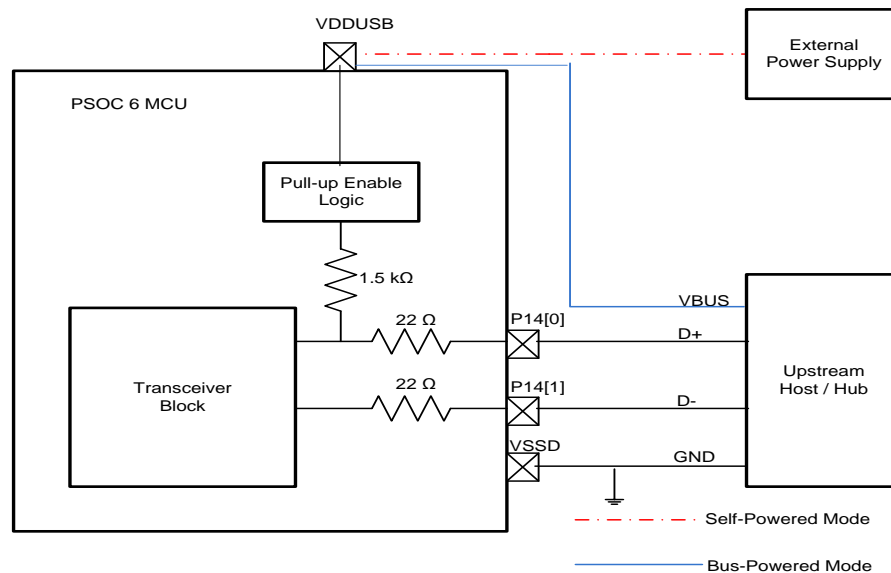 VDDUSB
External
Power Supply
PSOC 6 MCU
Pull-up Enable
Logic
1.5 kΩ
VBUS
22 Ω
P14[0]
D+
Transceiver
Block
22 Ω
P14[1]
D-
Upstream
Host / Hub
VSSD
GND
Self-Powered Mode
Bus-Powered Mode